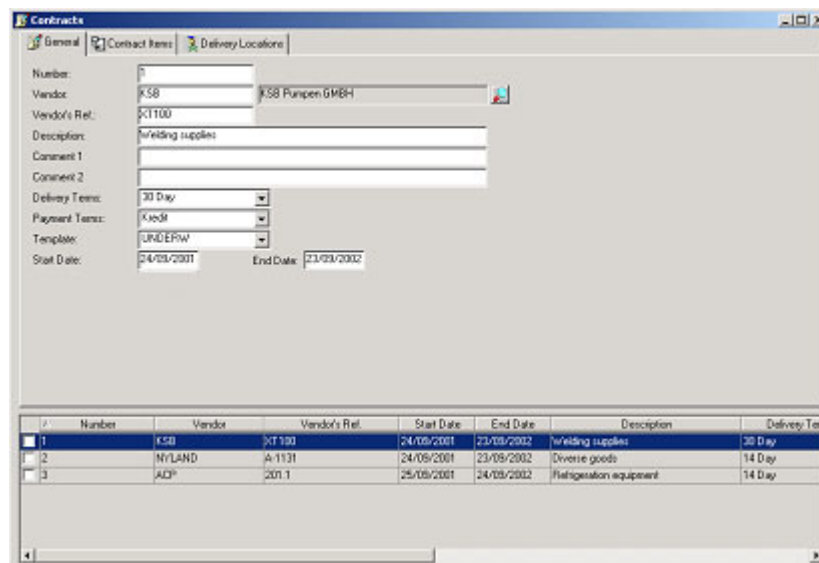 Contracts
General Contract Items Delivery Locations
Number: 1
Vendor: KSB KSB Pumpen GMBH
Vendor's Ref.: XT100
Description: Welding supplies
Comment 1
Comment 2
Delivery Terms: 30 Day
Payment Terms: Kredit
Template: UNDERW
Start Date: 24/09/2001 End Date: 23/09/2002
/ Number Vendor Vendor's Ref. Start Date End Date Description Delivery Te
1 KSB XT100 24/09/2001 23/09/2002 Welding supplies 30 Day
2 NYLAND A-1131 24/09/2001 23/09/2002 Diverse goods 14 Day
3 201.1 25/09/2001 24/09/2002 Refrigeration equipment 14 Day